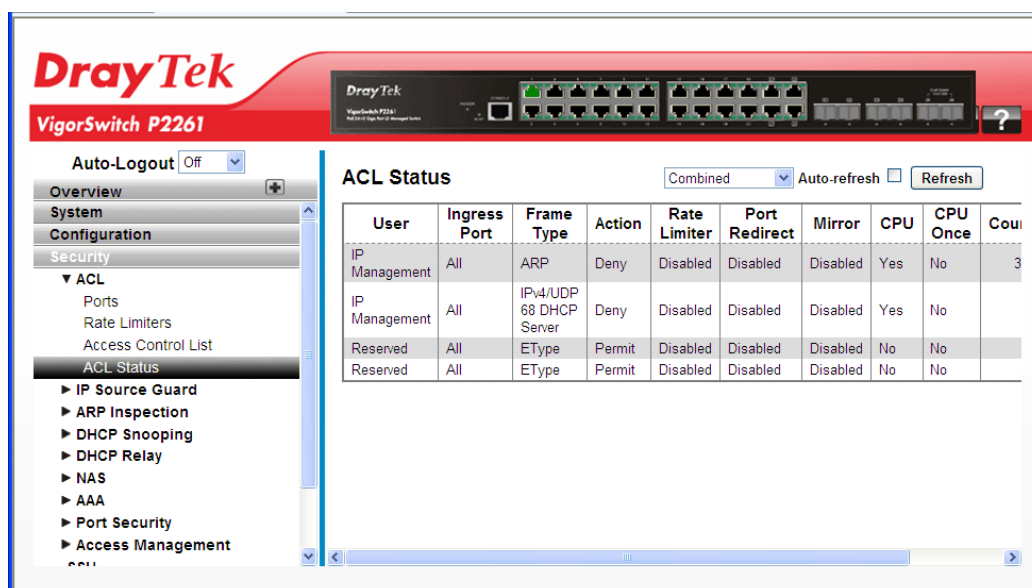 DrayTek
VigorSwitch P2261
DrayTek
VigorSwitch P2261
?
Auto-Logout Off
Overview
System
Configuration
Security
▼ ACL
Ports
Rate Limiters
Access Control List
ACL Status
► IP Source Guard
► ARP Inspection
► DHCP Snooping
► DHCP Relay
► NAS
► AAA
► Port Security
► Access Management
ACL Status Combined Auto-refresh Refresh
User Ingress Port Frame Type Action Rate Limiter Port Redirect Mirror CPU CPU Once Cour
IP Management All ARP Deny Disabled Disabled Disabled Yes No 3
IP Management All IPv4/UDP 68 DHCP Server Deny Disabled Disabled Disabled Yes No
Reserved All EType Permit Disabled Disabled Disabled No No
Reserved All EType Permit Disabled Disabled Disabled No No